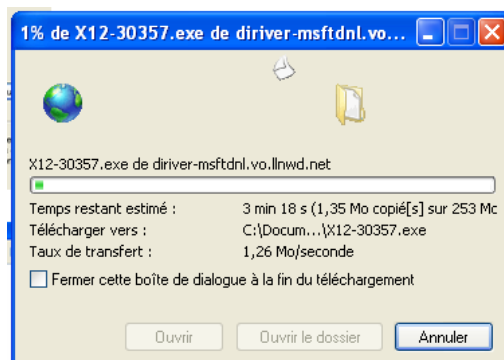 1% de X12-30357.exe de diriver-msftdnl.vo...
X12-30357.exe de diriver-msftdnl.vo.llnwd.net
Temps restant estimé : 3 min 18 s (1,35 Mo copié[s] sur 253 Mo
Télécharger vers : C:\Docum...\X12-30357.exe
Taux de transfert : 1,26 Mo/seconde
Fermer cette boîte de dialogue à la fin du téléchargement
Ouvrir Ouvrir le dossier Annuler